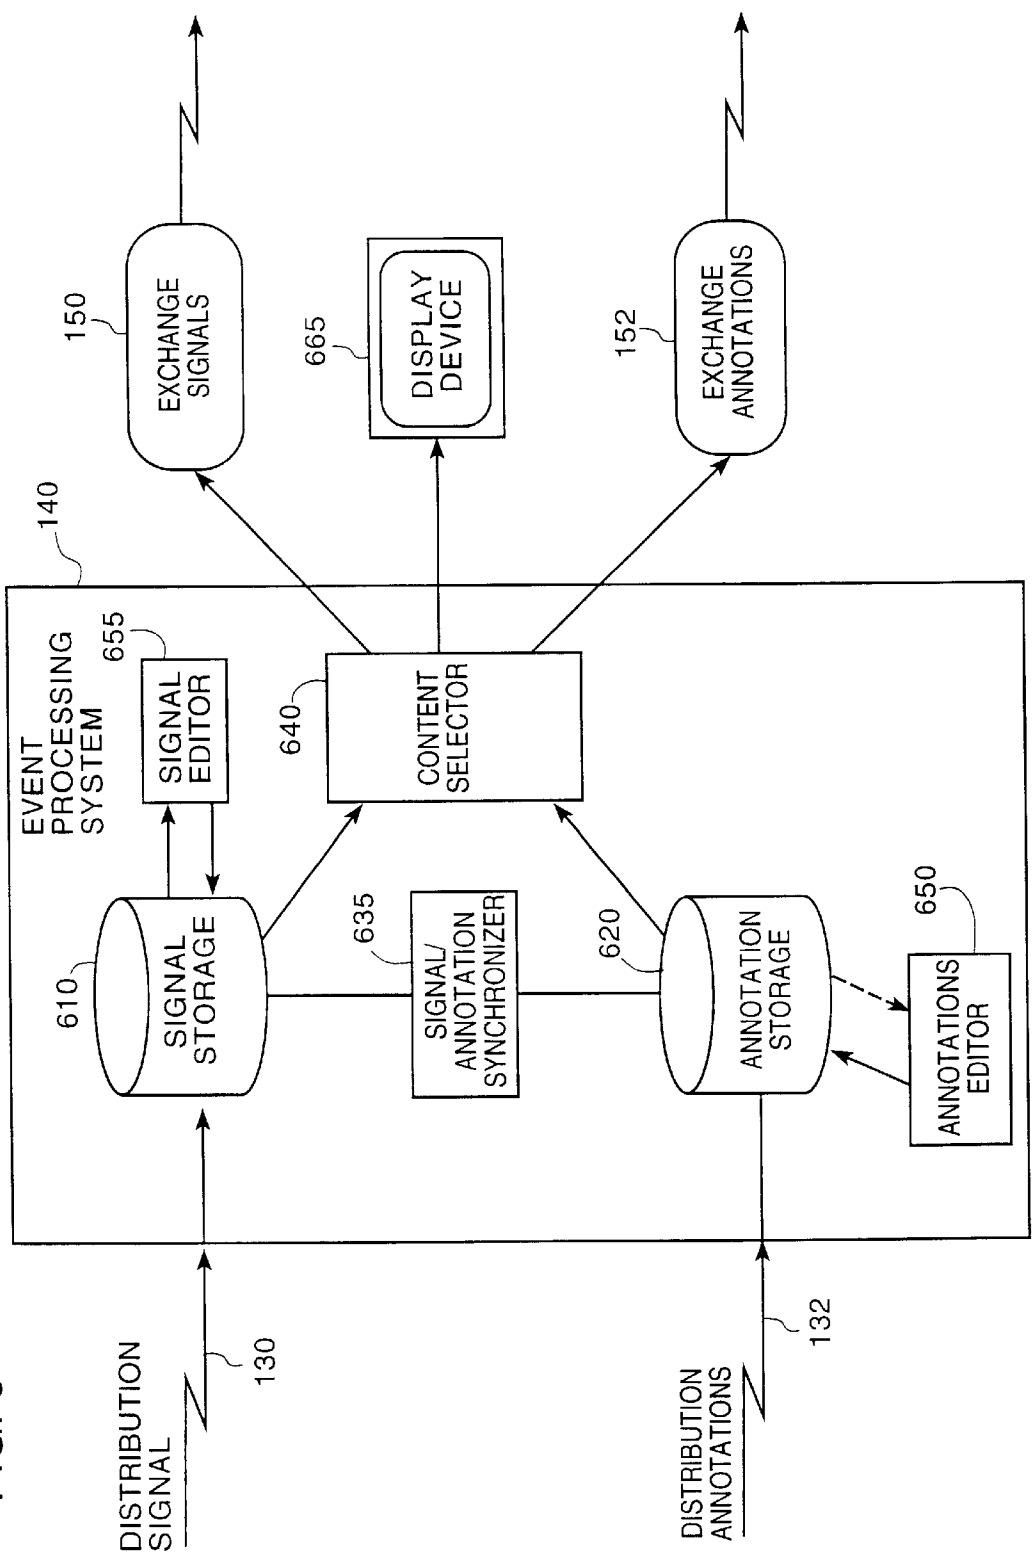 DISTRIBUTION
SIGNAL
130
DISTRIBUTION
ANNOTATIONS
132
EVENT
PROCESSING
SYSTEM
140
610
SIGNAL
STORAGE
655
SIGNAL
EDITOR
635
SIGNAL/
ANNOTATION
SYNCHRONIZER
640
CONTENT
SELECTOR
620
ANNOTATION
STORAGE
650
ANNOTATIONS
EDITOR
150
EXCHANGE
SIGNALS
665
DISPLAY
DEVICE
152
EXCHANGE
ANNOTATIONS